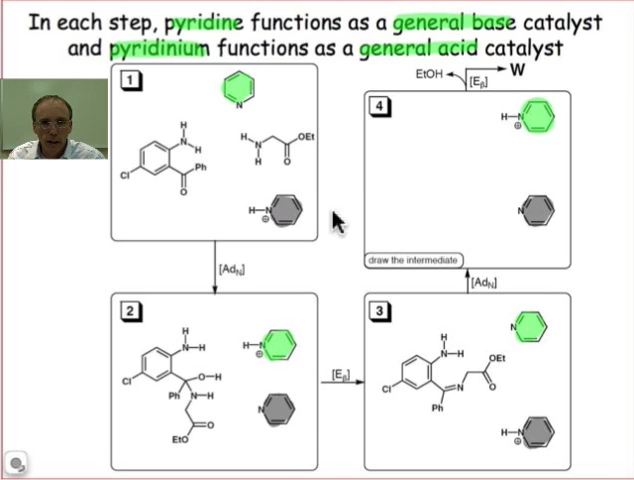 In each step, pyridine functions as a general base catalyst
and pyridinium functions as a general acid catalyst
1
N
H
N-H
Cl
Ph
O
H
N
H
OEt
O
H-N
⊕
[AdN]
2
H
N-H
Cl
O-H
Ph
N-H
O
EtO
H-N
⊕
N
[Eβ]
3
H
N-H
Cl
N
Ph
OEt
O
N
H-N
⊕
[AdN]
4
H-N
⊕
N
draw the intermediate
EtOH
[Eβ]
W